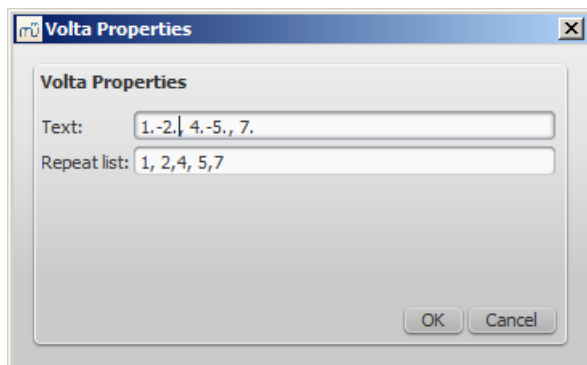 mü Volta Properties
Volta Properties
Text: 1.-2., 4.-5., 7.
Repeat list: 1, 2,4, 5,7
OK Cancel